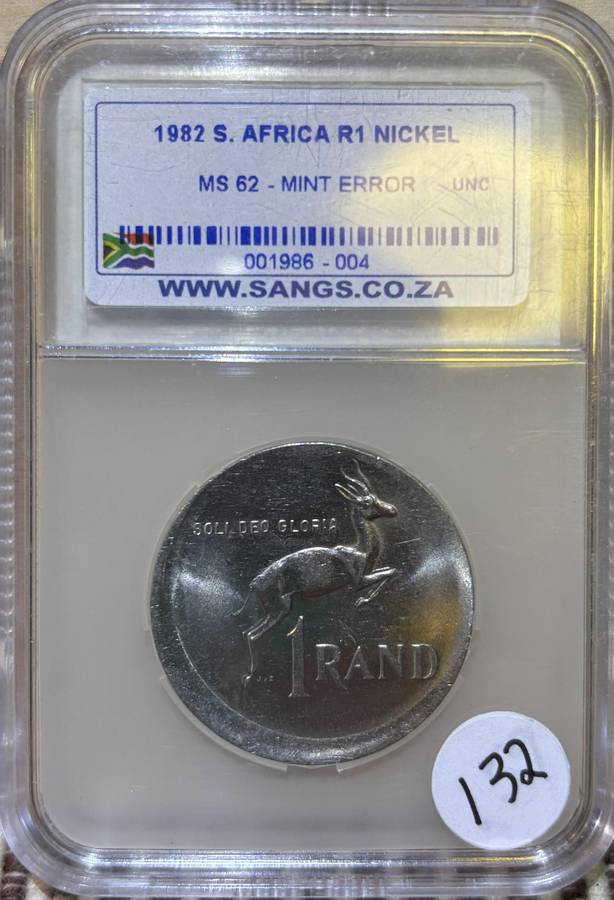 1982 S. AFRICA R1 NICKEL
MS 62 - MINT ERROR UNC
001986 - 004
WWW.SANGS.CO.ZA
SOLI DEO GLORIA
1 RAND
132